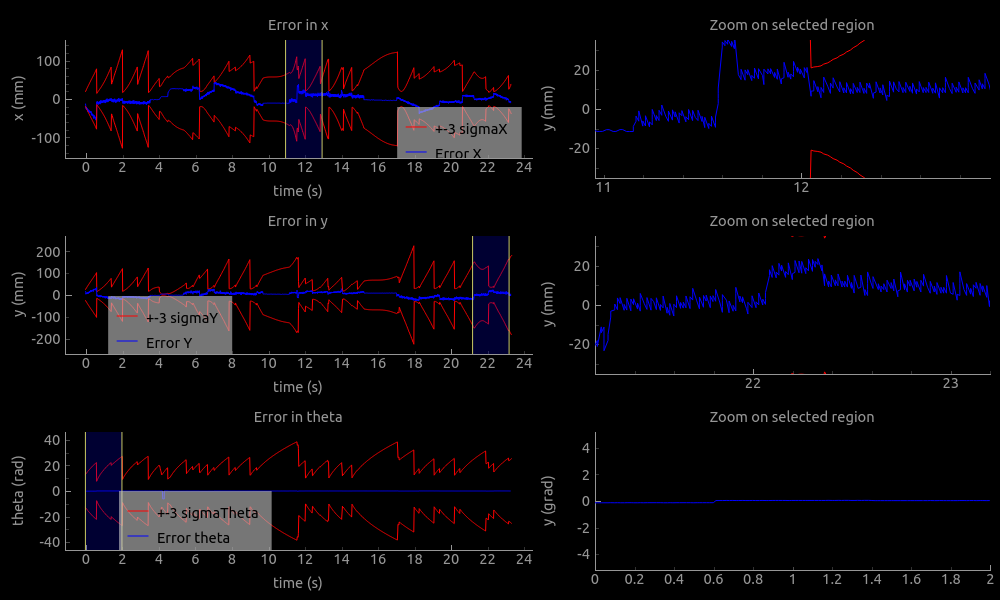 Error in x
Zoom on selected region
x (mm)
100
0
-100
+-3 sigmaX
Error X
0 2 4 6 8 10 12 14 16 18 20 22 24
time (s)
y (mm)
20
0
-20
11 12
Error in y
Zoom on selected region
y (mm)
200
100
0
-100
-200
+-3 sigmaY
Error Y
0 2 4 6 8 10 12 14 16 18 20 22 24
time (s)
y (mm)
20
0
-20
22 23
Error in theta
Zoom on selected region
theta (rad)
40
20
0
-20
-40
+-3 sigmaTheta
Error theta
0 2 4 6 8 10 12 14 16 18 20 22 24
time (s)
y (grad)
4
2
0
-2
-4
0 0.2 0.4 0.6 0.8 1 1.2 1.4 1.6 1.8 2